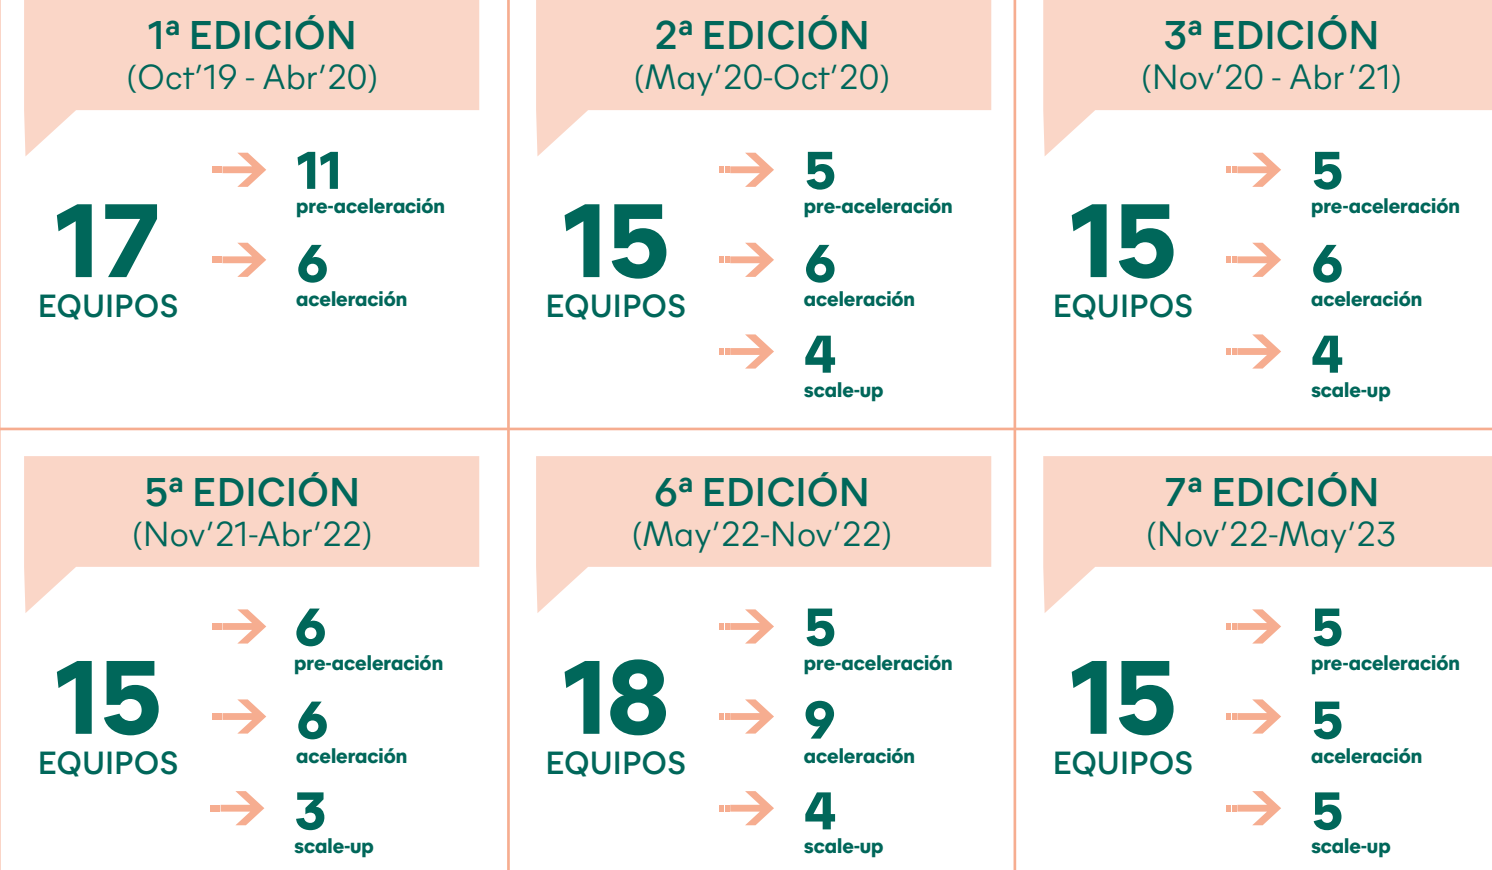 1ª EDICIÓN
(Oct'19 - Abr'20)
17
EQUIPOS
11
pre-aceleración
6
aceleración
2ª EDICIÓN
(May'20-Oct'20)
15
EQUIPOS
5
pre-aceleración
6
aceleración
4
scale-up
3ª EDICIÓN
(Nov'20 - Abr'21)
15
EQUIPOS
5
pre-aceleración
6
aceleración
4
scale-up
5ª EDICIÓN
(Nov'21-Abr'22)
15
EQUIPOS
6
pre-aceleración
6
aceleración
3
scale-up
6ª EDICIÓN
(May'22-Nov'22)
18
EQUIPOS
5
pre-aceleración
9
aceleración
4
scale-up
7ª EDICIÓN
(Nov'22-May'23
15
EQUIPOS
5
pre-aceleración
5
aceleración
5
scale-up